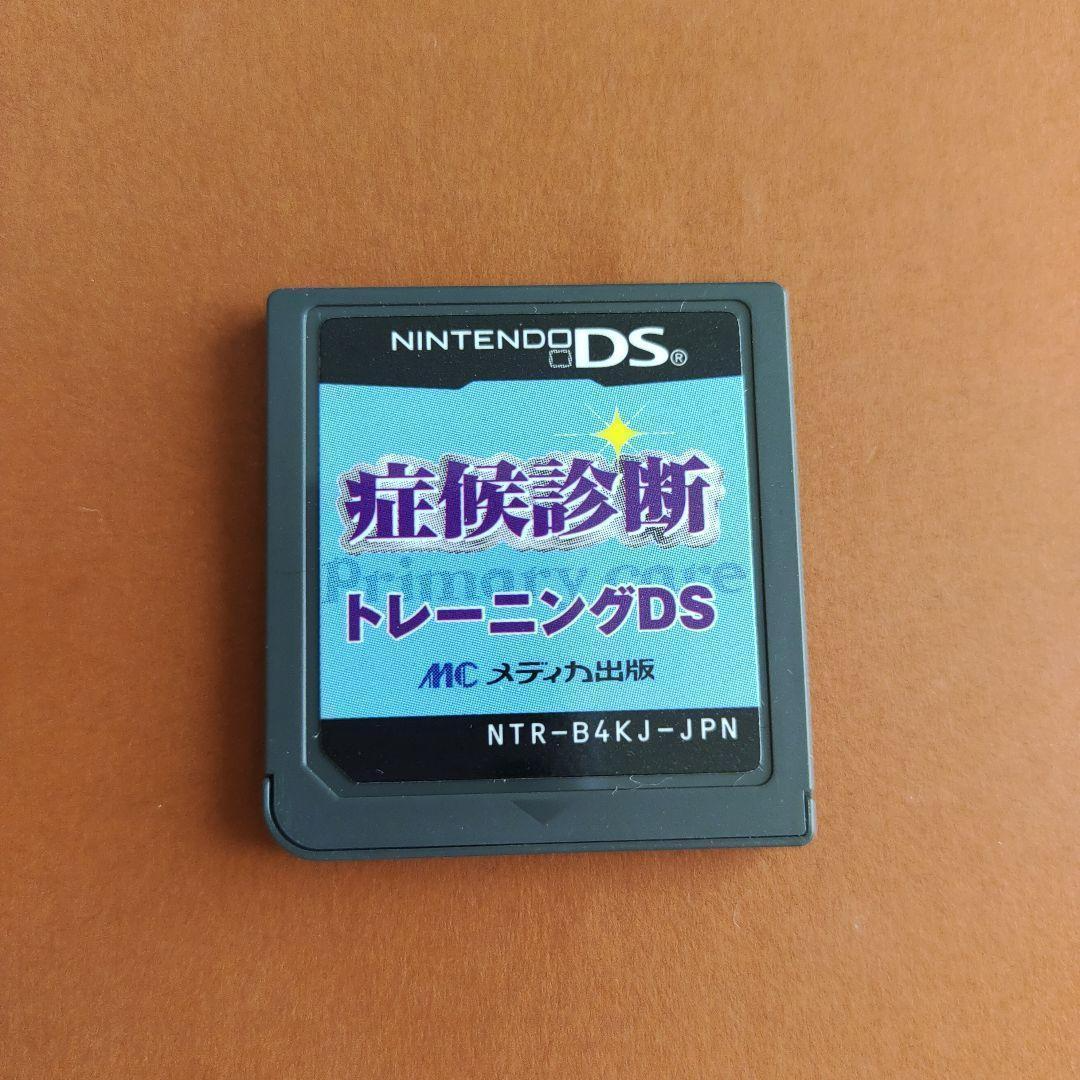 NINTENDO DS®
症候診断
Primary care
トレーニングDS
MC メディカ出版
NTR-B4KJ-JPN